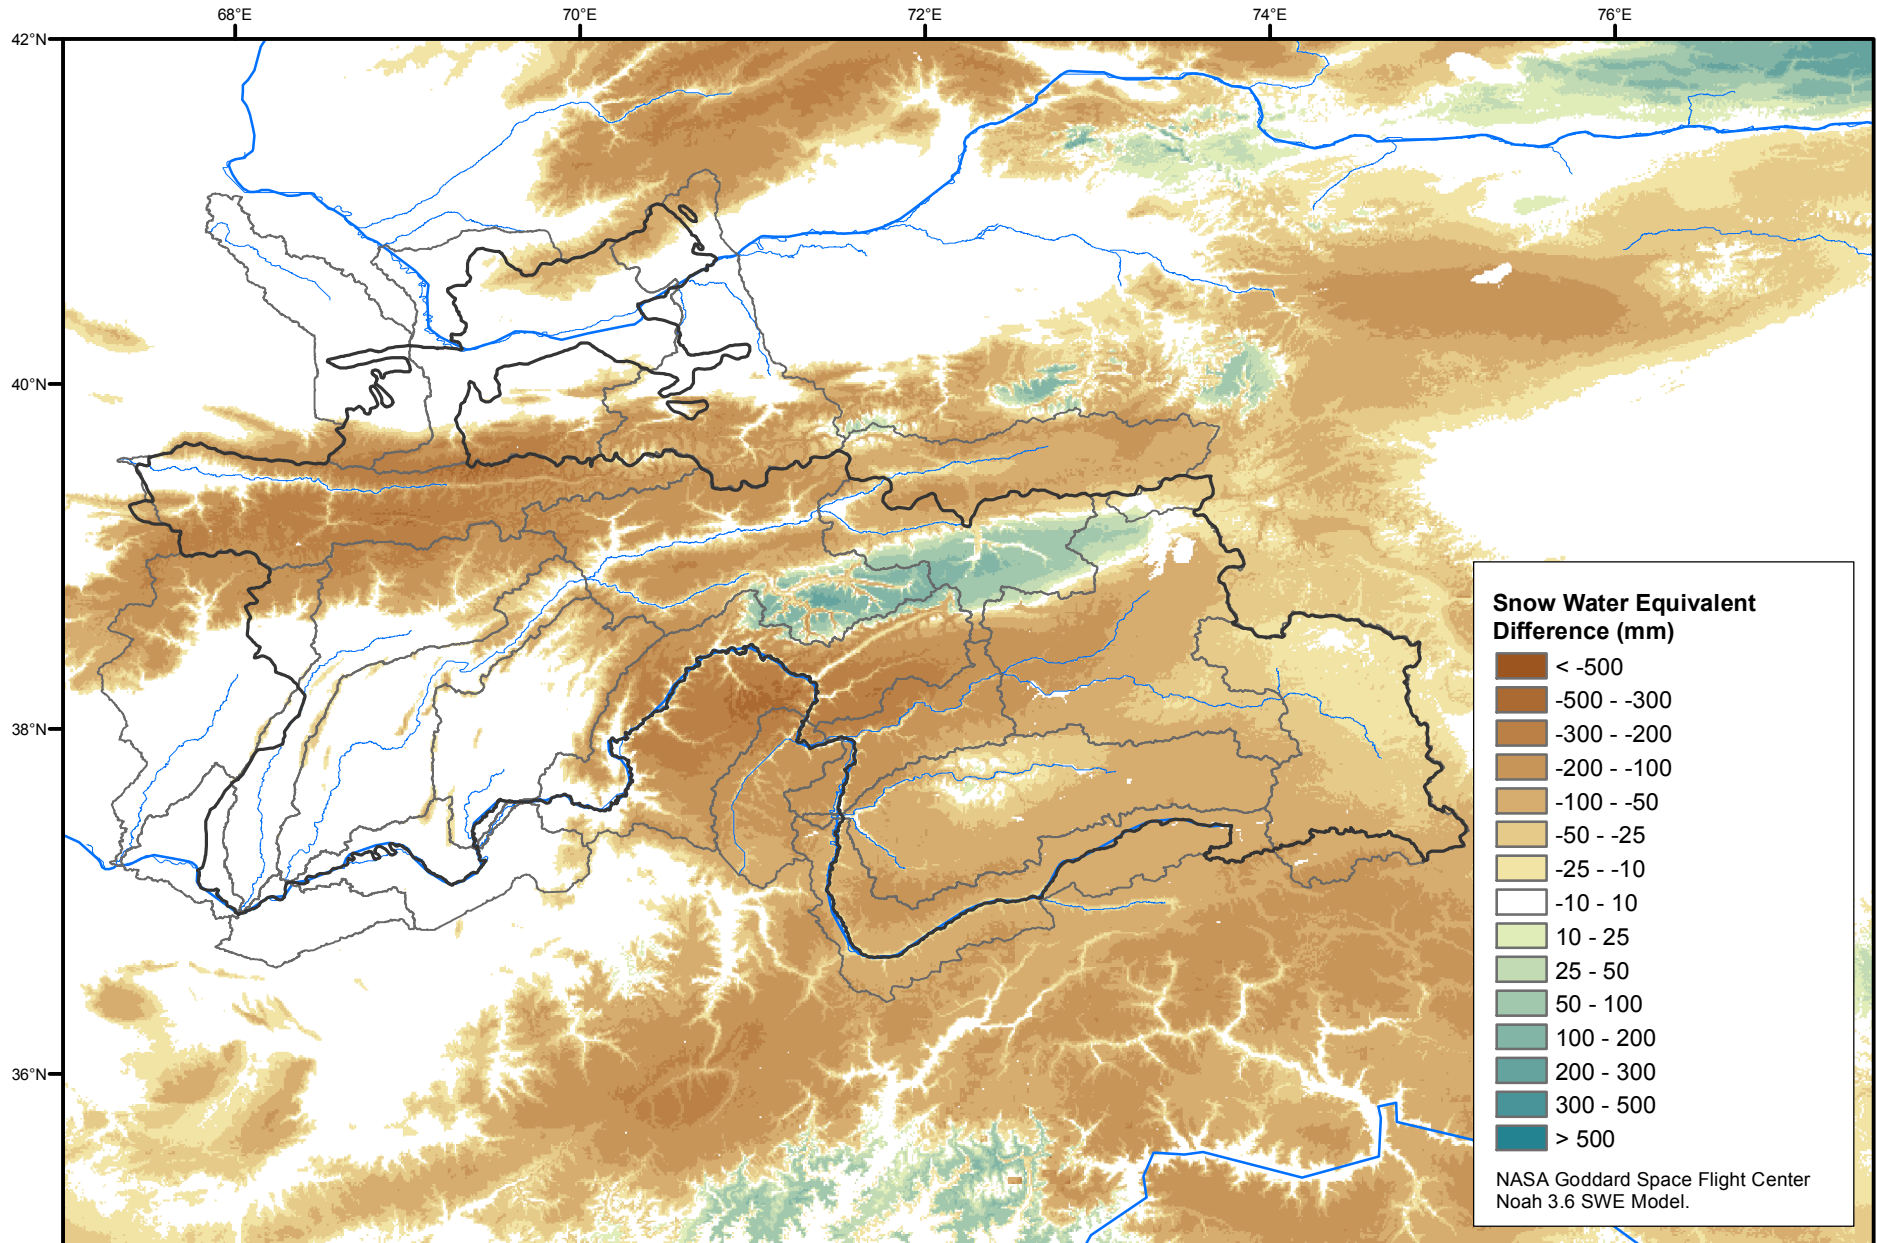 68°E 70°E 72°E 74°E 76°E
42°N
40°N
38°N
36°N
Snow Water Equivalent
Difference (mm)
< -500
-500 - -300
-300 - -200
-200 - -100
-100 - -50
-50 - -25
-25 - -10
-10 - 10
10 - 25
25 - 50
50 - 100
100 - 200
200 - 300
300 - 500
> 500
NASA Goddard Space Flight Center
Noah 3.6 SWE Model.